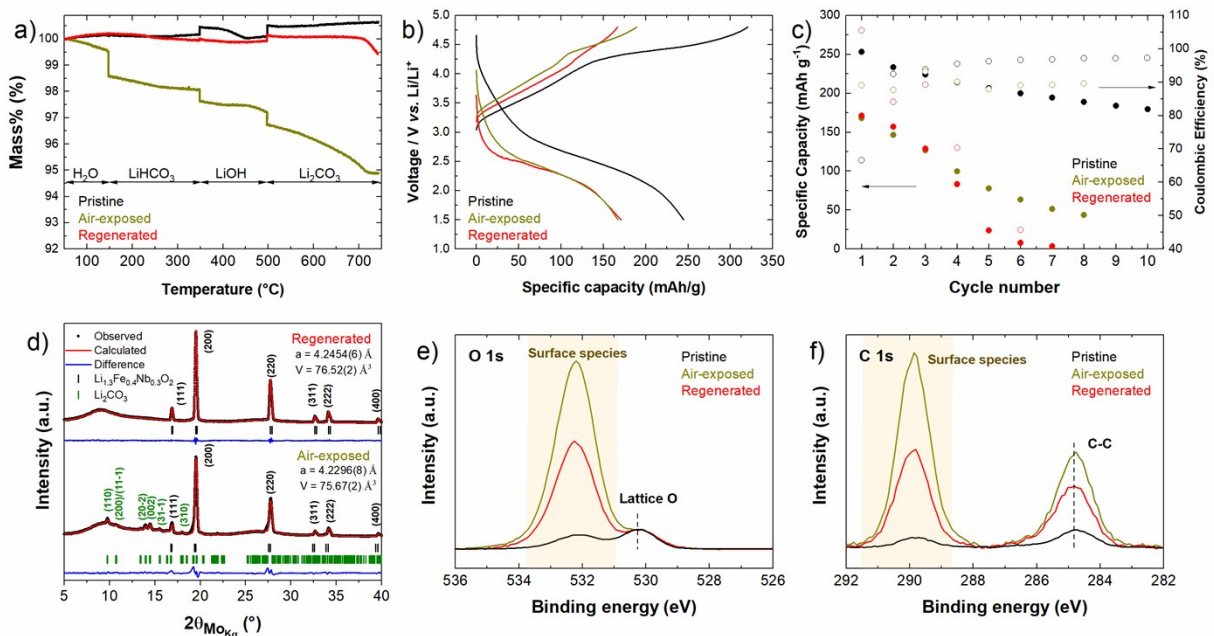 a)
Mass% (%)
100
99
98
97
96
95
94
93
92
H₂O
LiHCO₃
LiOH
Li₂CO₃
Pristine
Air-exposed
Regenerated
100 200 300 400 500 600 700
Temperature (°C)
b)
Voltage / V vs. Li/Li⁺
5.0
4.5
4.0
3.5
3.0
2.5
2.0
1.5
1.0
Pristine
Air-exposed
Regenerated
0 50 100 150 200 250 300 350
Specific capacity (mAh/g)
c)
Specific Capacity (mAh g⁻¹)
300
275
250
225
200
175
150
125
100
75
50
25
0
Pristine
Air-exposed
Regenerated
110
100
90
80
70
60
50
40
Coulombic Efficiency (%)
1 2 3 4 5 6 7 8 9 10
Cycle number
d)
Intensity (a.u.)
Observed
Calculated
Difference
Li₁.₃Fe₀.₄Nb₀.₃O₂
Li₂CO₃
Regenerated
a = 4.2454(6) Å
V = 76.52(2) Å³
(111)
(200)
(220)
(311)
(222)
(400)
Air-exposed
a = 4.2296(8) Å
V = 75.67(2) Å³
(110)
(200)/(11-1)
(20-2)
(002)
(31-1)
(111)
(310)
(200)
(220)
(311)
(222)
(400)
5 10 15 20 25 30 35 40
2θMoKα (°)
e)
O 1s
Intensity (a.u.)
Surface species
Pristine
Air-exposed
Regenerated
Lattice O
536 534 532 530 528 526
Binding energy (eV)
f)
C 1s
Intensity (a.u.)
Surface species
Pristine
Air-exposed
Regenerated
C-C
292 290 288 286 284 282
Binding energy (eV)